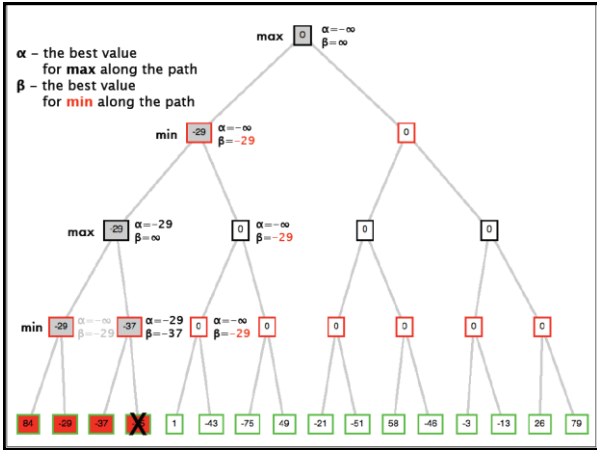 max 0 α=-∞
β=∞
α – the best value
for max along the path
β – the best value
for min along the path
min -29 α=-∞
β=-29
0
max -29 α=-29
β=∞
0 α=-∞
β=-29
0
0
min -29 α=-∞
β=-29
-37 α=-29
β=-37
0 α=-∞
β=-29
0
0
0
0
0
84 -29 -37 X 1 -43 -75 49 -21 -51 58 -46 -3 -13 26 79